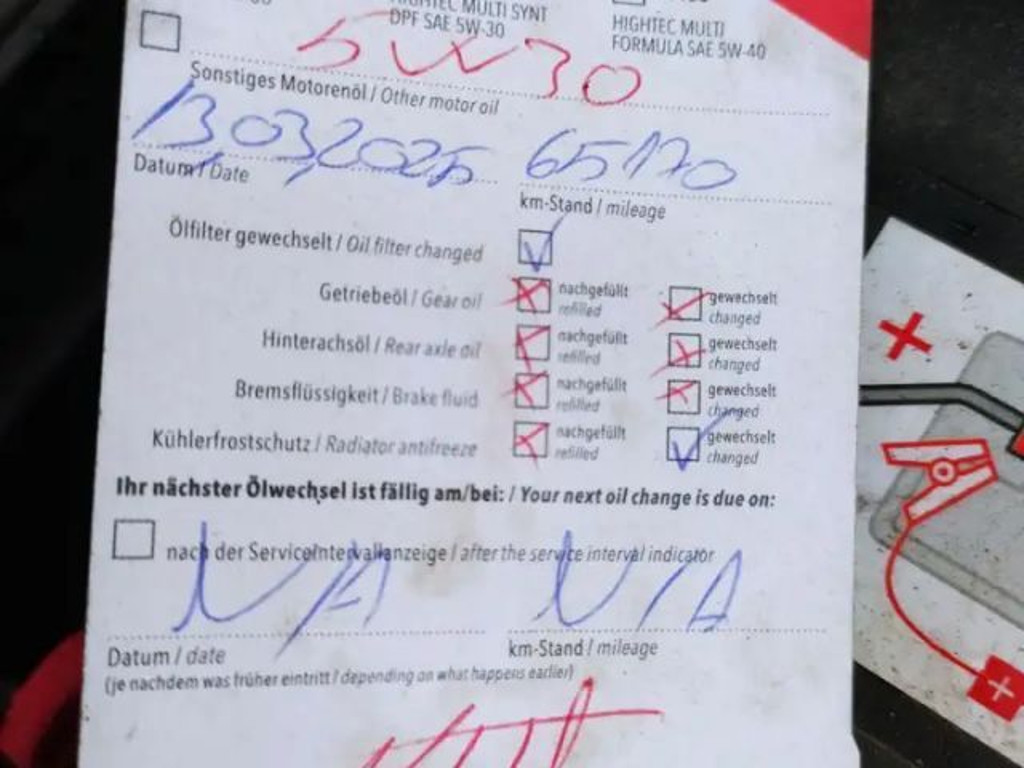 MULTI SYNT
DPF SAE 5W-30
HIGHTEC MULTI
FORMULA SAE 5W-40
5W30
Sonstiges Motorenöl / Other motor oil
13.03.2025 65170
Datum / Date km-Stand / mileage
Ölfilter gewechselt / Oil filter changed
Getriebeöl / Gear oil nachgefüllt refilled gewechselt changed
Hinterachsöl / Rear axle oil nachgefüllt refilled gewechselt changed
Bremsflüssigkeit / Brake fluid nachgefüllt refilled gewechselt changed
Kühlerfrostschutz / Radiator antifreeze nachgefüllt refilled gewechselt changed
Ihr nächster Ölwechsel ist fällig am/bei: / Your next oil change is due on:
nach der Serviceintervallanzeige / after the service interval indicator
N/A N/A
Datum / date km-Stand / mileage
(je nachdem was früher eintritt / depending on what happens earlier)